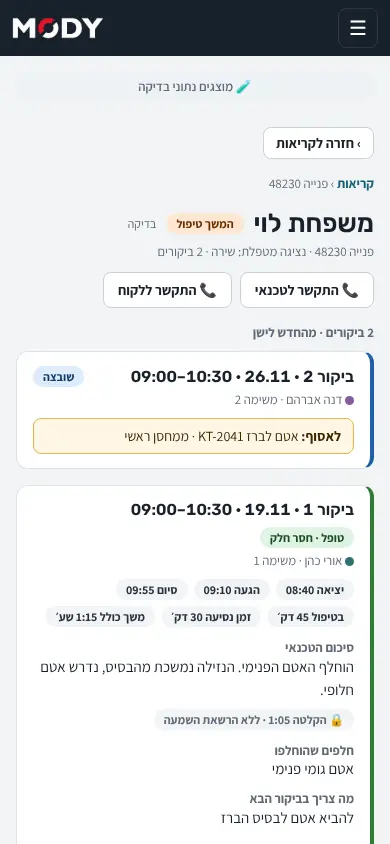 MODY
☰
🧪 מוצגים נתוני בדיקה
‹ חזרה לקריאות
קריאות › פנייה 48230
משפחת לוי המשך טיפול בדיקה
פנייה 48230 · נציגה מטפלת: שירה · 2 ביקורים
📞 התקשר לטכנאי 📞 התקשר ללקוח
2 ביקורים · מהחדש לישן
ביקור 2 • 26.11 • 09:00–10:30 שובצה
דנה אברהם · משימה 2
לאסוף: אטם לברז KT-2041 · ממחסן ראשי
ביקור 1 • 19.11 • 09:00–10:30
טופל · חסר חלק
אורי כהן · משימה 1
יציאה 08:40 הגעה 09:10 סיום 09:55
בטיפול 45 דק׳ זמן נסיעה 30 דק׳ משך כולל 1:15 שע׳
סיכום הטכנאי
הוחלף האטם הפנימי. הנזילה נמשכת מהבסיס, נדרש אטם
חלופי.
🔒 הקלטה 1:05 · ללא הרשאת השמעה
חלפים שהוחלפו
אטם גומי פנימי
מה צריך בביקור הבא
להביא אטם לבסיס הברז